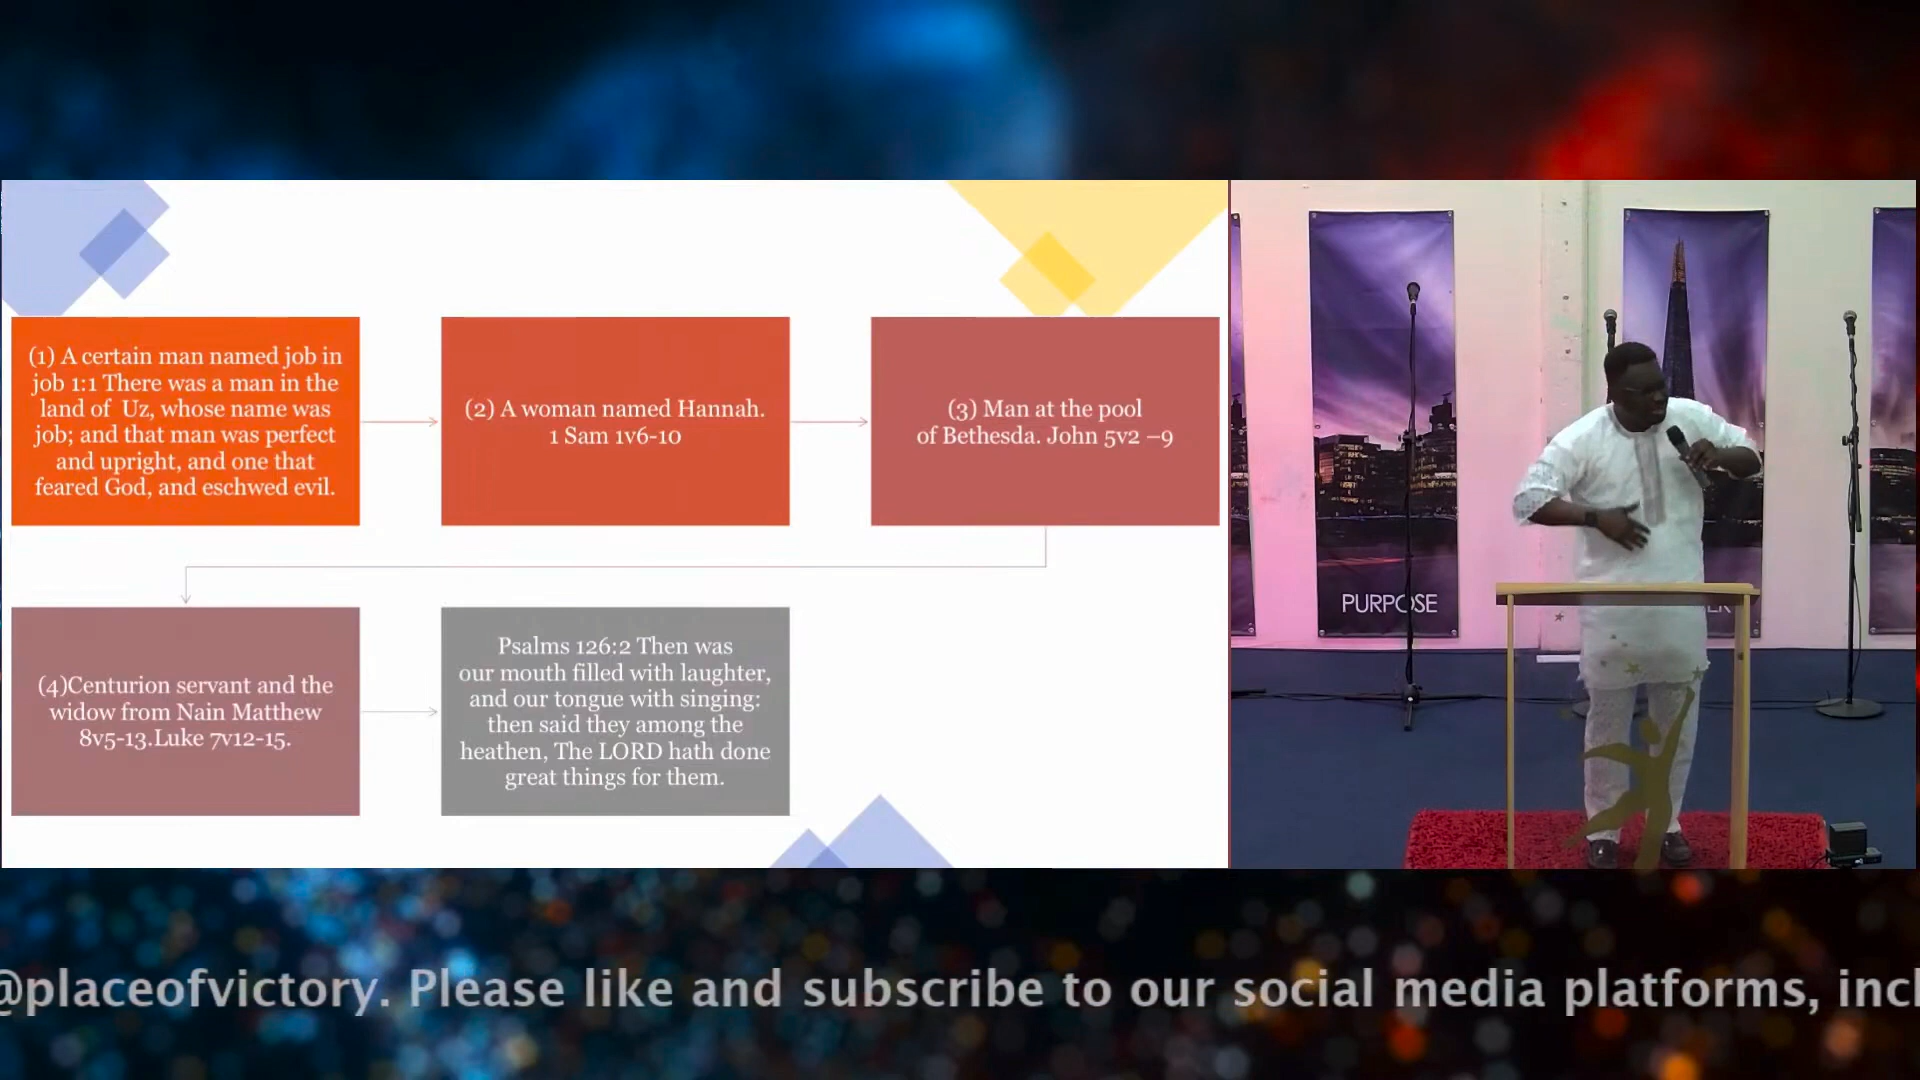 (1) A certain man named job in
job 1:1 There was a man in the
land of Uz, whose name was
job; and that man was perfect
and upright, and one that
feared God, and eschwed evil.
(2) A woman named Hannah.
1 Sam 1v6-10
(3) Man at the pool
of Bethesda. John 5v2 –9
(4)Centurion servant and the
widow from Nain Matthew
8v5-13.Luke 7v12-15.
Psalms 126:2 Then was
our mouth filled with laughter,
and our tongue with singing:
then said they among the
heathen, The LORD hath done
great things for them.
PURPOSE
@placeofvictory. Please like and subscribe to our social media platforms, incl